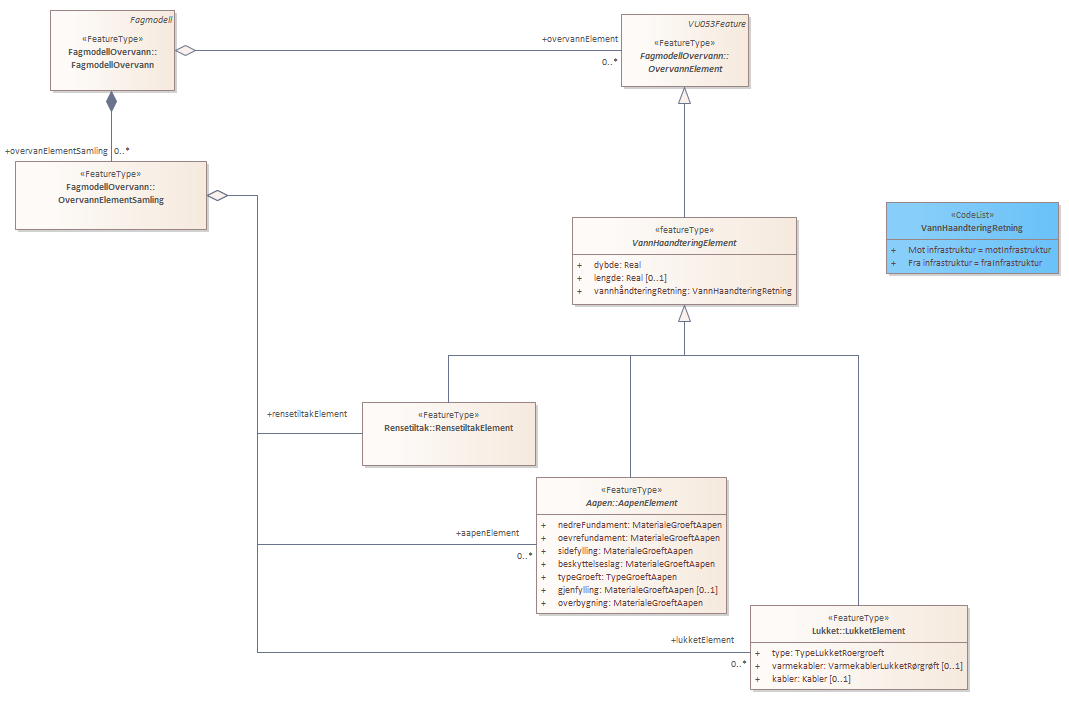 Fagmodell
«FeatureType»
FagmodellOvervann::
FagmodellOvervann
+overvannElement
0..*
VU053Feature
«FeatureType»
FagmodellOvervann::
OvervannElement
+overvanElementSamling
0..*
«FeatureType»
FagmodellOvervann::
OvervannElementSamling
«featureType»
VannHaandteringElement
+ dybde: Real
+ lengde: Real [0..1]
+ vannhåndteringRetning: VannHaandteringRetning
«CodeList»
VannHaandteringRetning
+ Mot infrastruktur = motInfrastruktur
+ Fra infrastruktur = fraInfrastruktur
+rensetiltakElement
«FeatureType»
Rensetiltak::RensetiltakElement
+aapenElement
0..*
«FeatureType»
Aapen::AapenElement
+ nedreFundament: MaterialeGroeftAapen
+ oevrefundament: MaterialeGroeftAapen
+ sidefylling: MaterialeGroeftAapen
+ beskyttelseslag: MaterialeGroeftAapen
+ typeGroeft: TypeGroeftAapen
+ gjenfylling: MaterialeGroeftAapen [0..1]
+ overbygning: MaterialeGroeftAapen
+lukketElement
0..*
«FeatureType»
Lukket::LukketElement
+ type: TypeLukketRoergroeft
+ varmekabler: VarmekablerLukketRørgrøft [0..1]
+ kabler: Kabler [0..1]